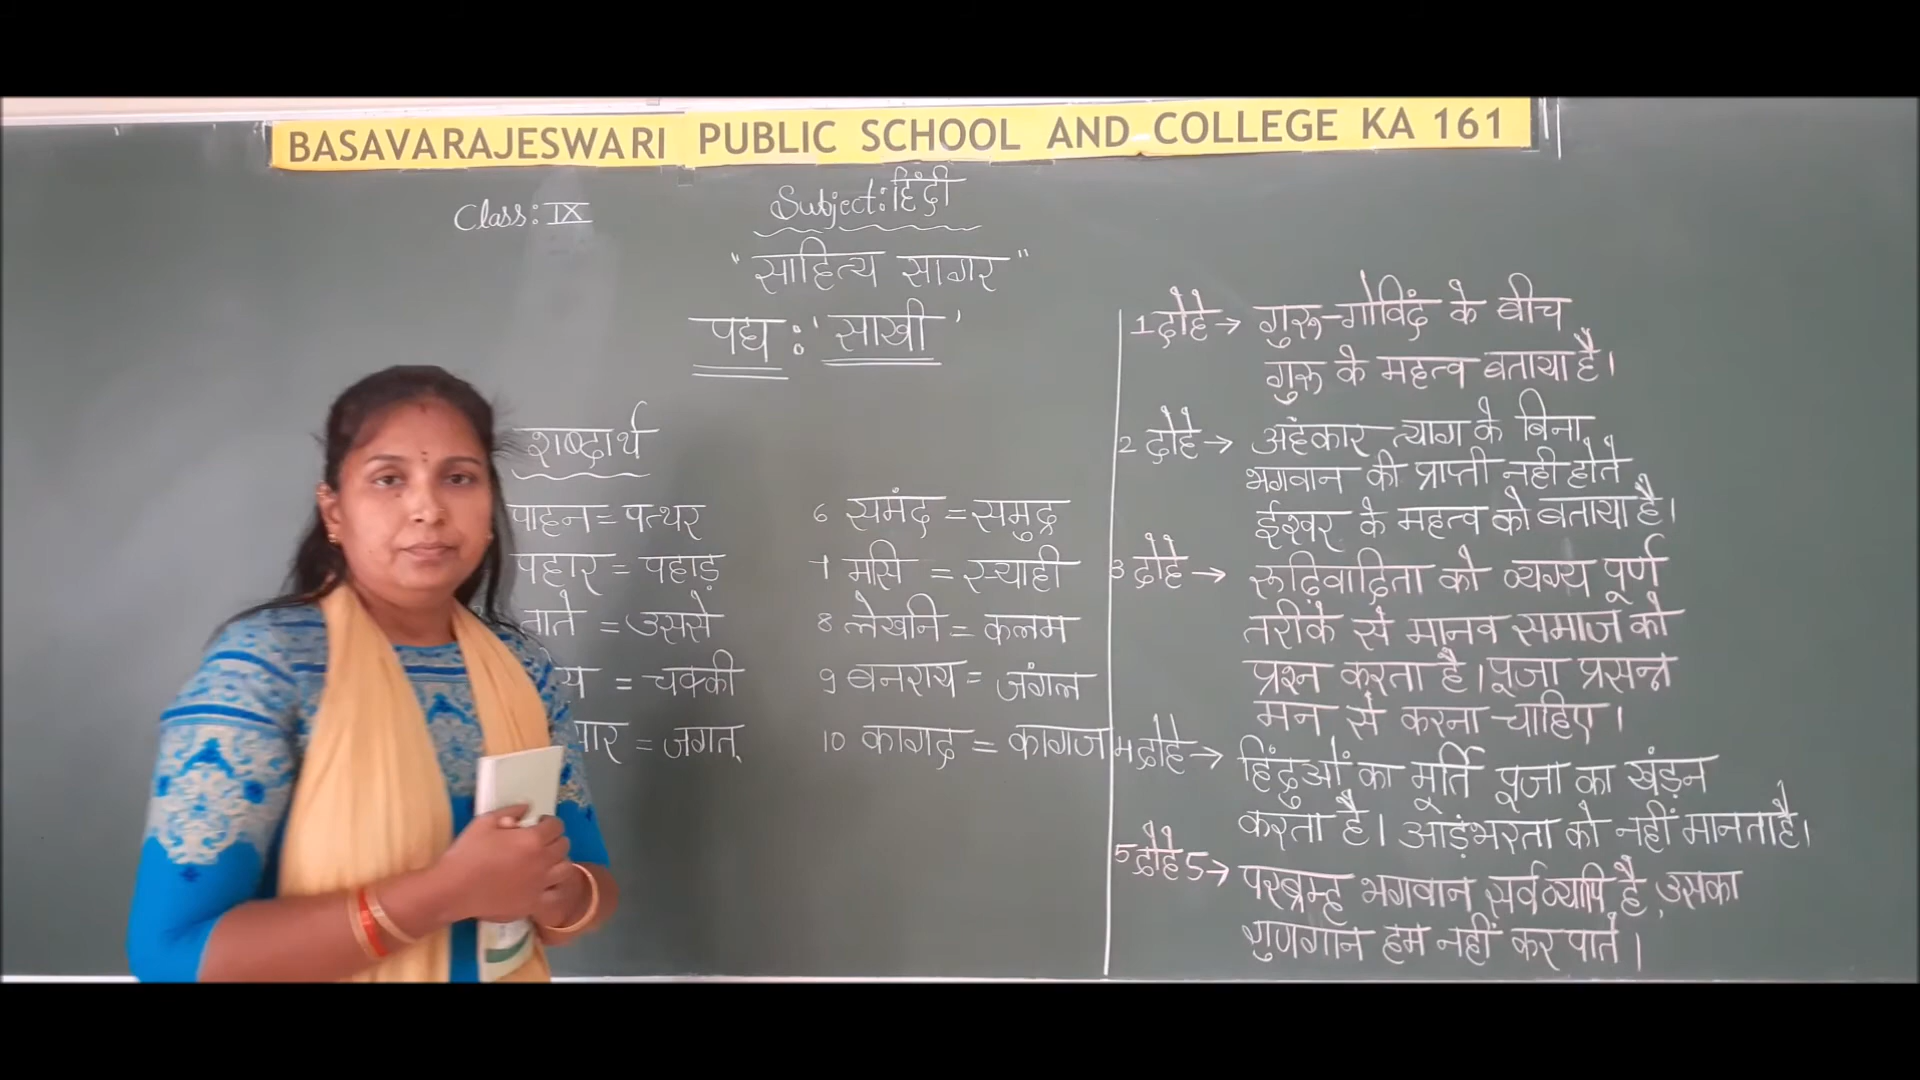 BASAVARAJESWARI PUBLIC SCHOOL AND COLLEGE KA 161
Class: IX
Subject: हिंदी
"साहित्य सागर"
पद्य : 'साखी'
शब्दार्थ
पाहन = पत्थर
पहार = पहाड़
ताते = उससे
= चक्की
= जगत्
6 समंद = समुद्र
7 मसि = स्याही
8 लेखनि = कलम
9 बनराय = जंगल
10 कागद = कागज
1 दोहे → गुरू-गोविंद के बीच
गुरू के महत्व बताया है।
2 दोहे → अहंकार त्याग के बिना
भगवान की प्राप्ती नही होते
ईश्वर के महत्व को बताया है।
3 दोहे → रूढ़िवादिता को व्यग्य पूर्ण
तरीके से मानव समाज को
प्रश्न करता है। पूजा प्रसन्न
मन से करना चाहिए।
4 दोहे → हिंदुओं का मूर्ति पूजा का खंड़न
करता है। आड़ंभरता को नहीं मानता है।
5 दोहे 5 → परब्रम्ह भगवान सर्वव्यापि है, उसका
गुणगान हम नहीं कर पाते।